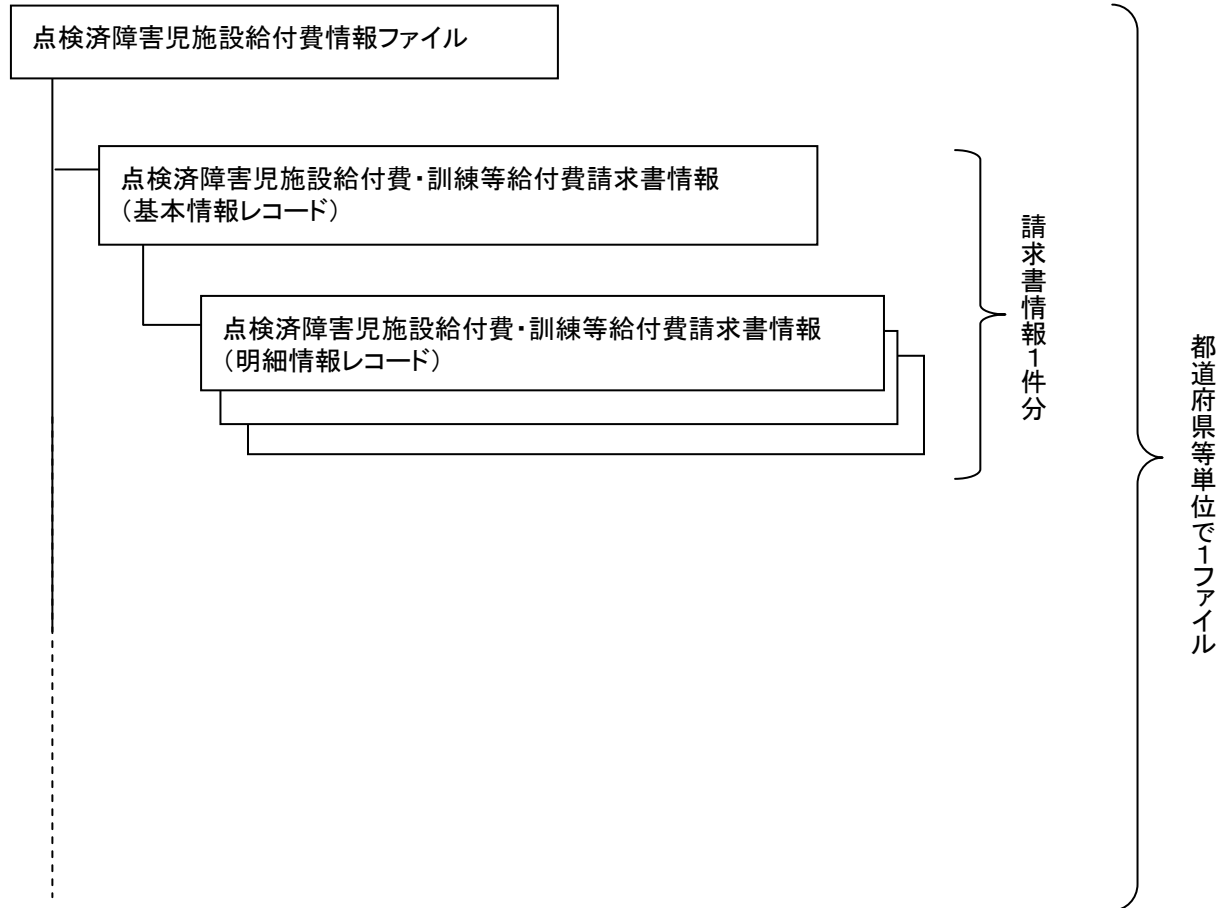 点検済障害児施設給付費情報ファイル
点検済障害児施設給付費・訓練等給付費請求書情報
（基本情報レコード）
点検済障害児施設給付費・訓練等給付費請求書情報
（明細情報レコード）
請求書情報１件分
都道府県等単位で１ファイル